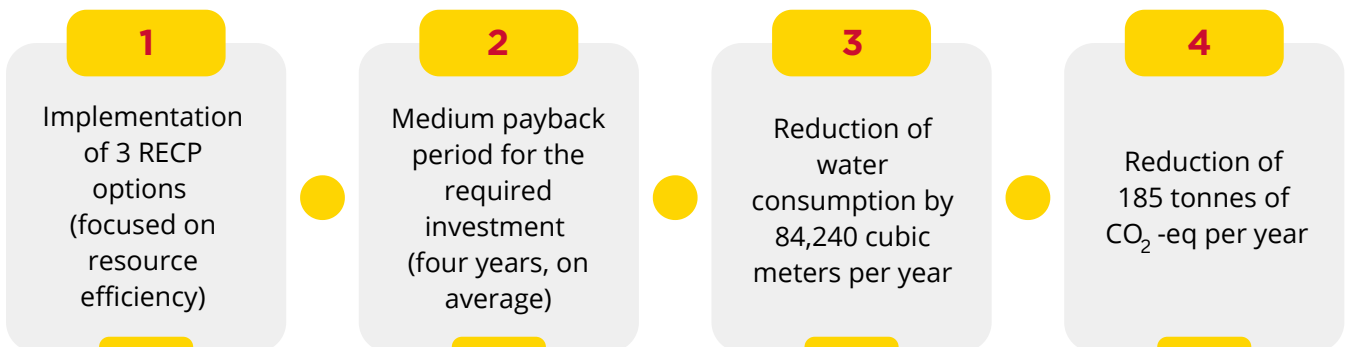 1
Implementation
of 3 RECP
options
(focused on
resource
efficiency)
2
Medium payback
period for the
required
investment
(four years, on
average)
3
Reduction of
water
consumption by
84,240 cubic
meters per year
4
Reduction of
185 tonnes of
CO₂ -eq per year